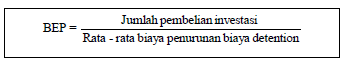 BEP = Jumlah pembelian investasi
Rata - rata biaya penurunan biaya detention